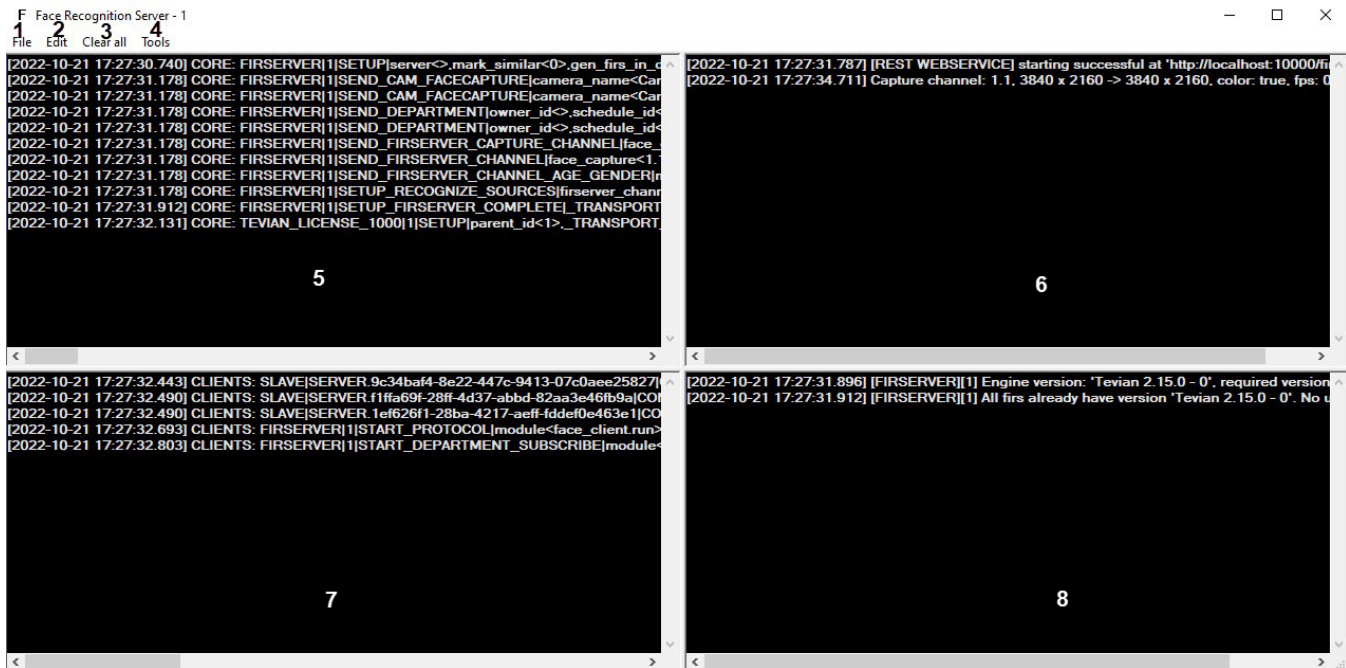 F Face Recognition Server - 1
1 2 3 4
File Edit Clear all Tools
[2022-10-21 17:27:30.740] CORE: FIRSERVER|1|SETUP|server<>,mark_similar<0>,gen_firs_in_c
[2022-10-21 17:27:31.178] CORE: FIRSERVER|1|SEND_CAM_FACECAPTURE|camera_name<Car
[2022-10-21 17:27:31.178] CORE: FIRSERVER|1|SEND_CAM_FACECAPTURE|camera_name<Car
[2022-10-21 17:27:31.178] CORE: FIRSERVER|1|SEND_DEPARTMENT|owner_id<>,schedule_id<
[2022-10-21 17:27:31.178] CORE: FIRSERVER|1|SEND_DEPARTMENT|owner_id<>,schedule_id<
[2022-10-21 17:27:31.178] CORE: FIRSERVER|1|SEND_FIRSERVER_CAPTURE_CHANNEL|face_
[2022-10-21 17:27:31.178] CORE: FIRSERVER|1|SEND_FIRSERVER_CHANNEL|face_capture<1.1
[2022-10-21 17:27:31.178] CORE: FIRSERVER|1|SEND_FIRSERVER_CHANNEL_AGE_GENDER|n
[2022-10-21 17:27:31.178] CORE: FIRSERVER|1|SETUP_RECOGNIZE_SOURCES|firserver_chanr
[2022-10-21 17:27:31.912] CORE: FIRSERVER|1|SETUP_FIRSERVER_COMPLETE|_TRANSPORT
[2022-10-21 17:27:32.131] CORE: TEVIAN_LICENSE_1000|1|SETUP|parent_id<1>,_TRANSPORT_
5
[2022-10-21 17:27:31.787] [REST WEBSERVICE] starting successful at 'http://localhost:10000/fi
[2022-10-21 17:27:34.711] Capture channel: 1.1, 3840 x 2160 -> 3840 x 2160, color: true, fps: 0
6
[2022-10-21 17:27:32.443] CLIENTS: SLAVE|SERVER.9c34baf4-8e22-447c-9413-07c0aee25827|
[2022-10-21 17:27:32.490] CLIENTS: SLAVE|SERVER.f1ffa69f-28ff-4d37-abbd-82aa3e46fb9a|CO
[2022-10-21 17:27:32.490] CLIENTS: SLAVE|SERVER.1ef626f1-28ba-4217-aeff-fddef0e463e1|CO
[2022-10-21 17:27:32.693] CLIENTS: FIRSERVER|1|START_PROTOCOL|module<face_client.run>
[2022-10-21 17:27:32.803] CLIENTS: FIRSERVER|1|START_DEPARTMENT_SUBSCRIBE|module<
7
[2022-10-21 17:27:31.896] [FIRSERVER][1] Engine version: 'Tevian 2.15.0 - 0', required version
[2022-10-21 17:27:31.912] [FIRSERVER][1] All firs already have version 'Tevian 2.15.0 - 0'. No u
8